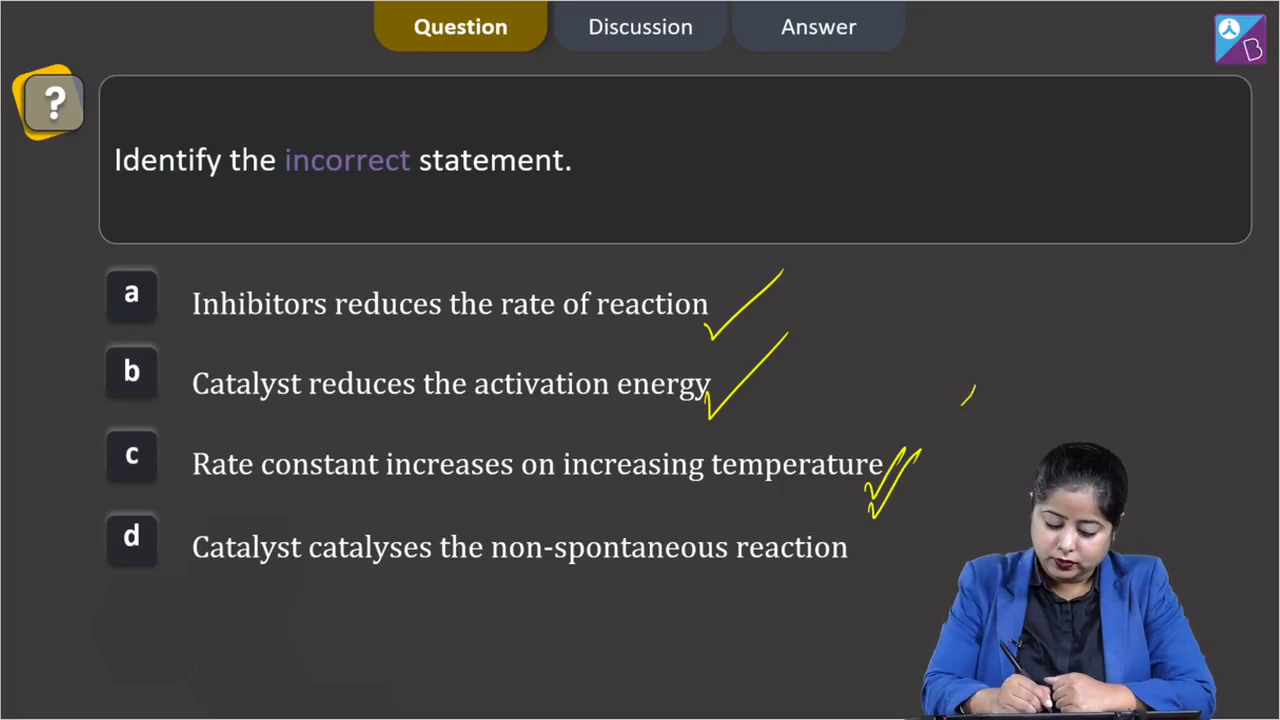 Question
Discussion
Answer
B
?
Identify the incorrect statement.
a
Inhibitors reduces the rate of reaction
b
Catalyst reduces the activation energy
c
Rate constant increases on increasing temperature
d
Catalyst catalyses the non-spontaneous reaction